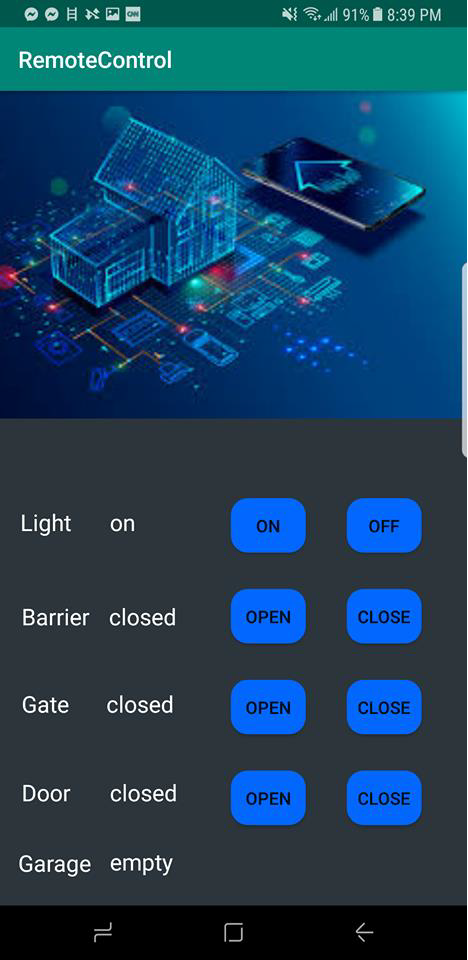 CNN
91% 8:39 PM
RemoteControl
Light on ON OFF
Barrier closed OPEN CLOSE
Gate closed OPEN CLOSE
Door closed OPEN CLOSE
Garage empty